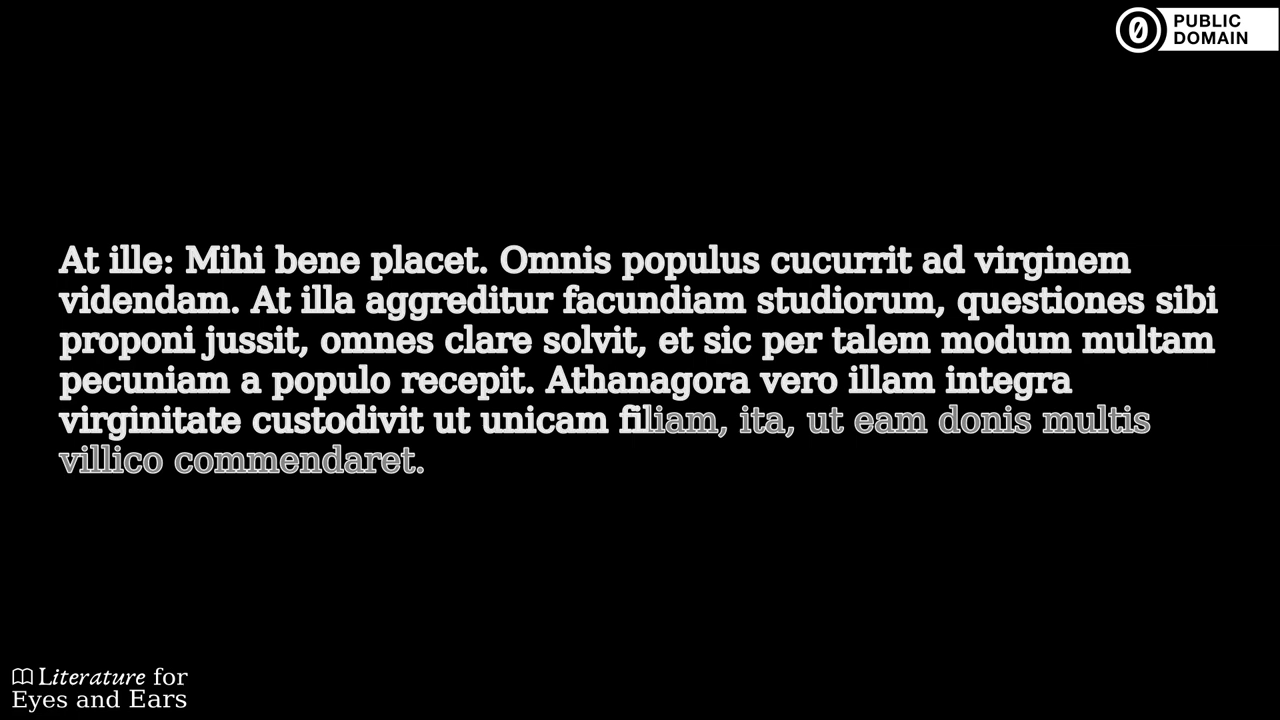 PUBLIC
DOMAIN
At ille: Mihi bene placet. Omnis populus cucurrit ad virginem
videndam. At illa aggreditur facundiam studiorum, questiones sibi
proponi jussit, omnes clare solvit, et sic per talem modum multam
pecuniam a populo recepit. Athanagora vero illam integra
virginitate custodivit ut unicam filiam, ita, ut eam donis multis
villico commendaret.
Literature for
Eyes and Ears